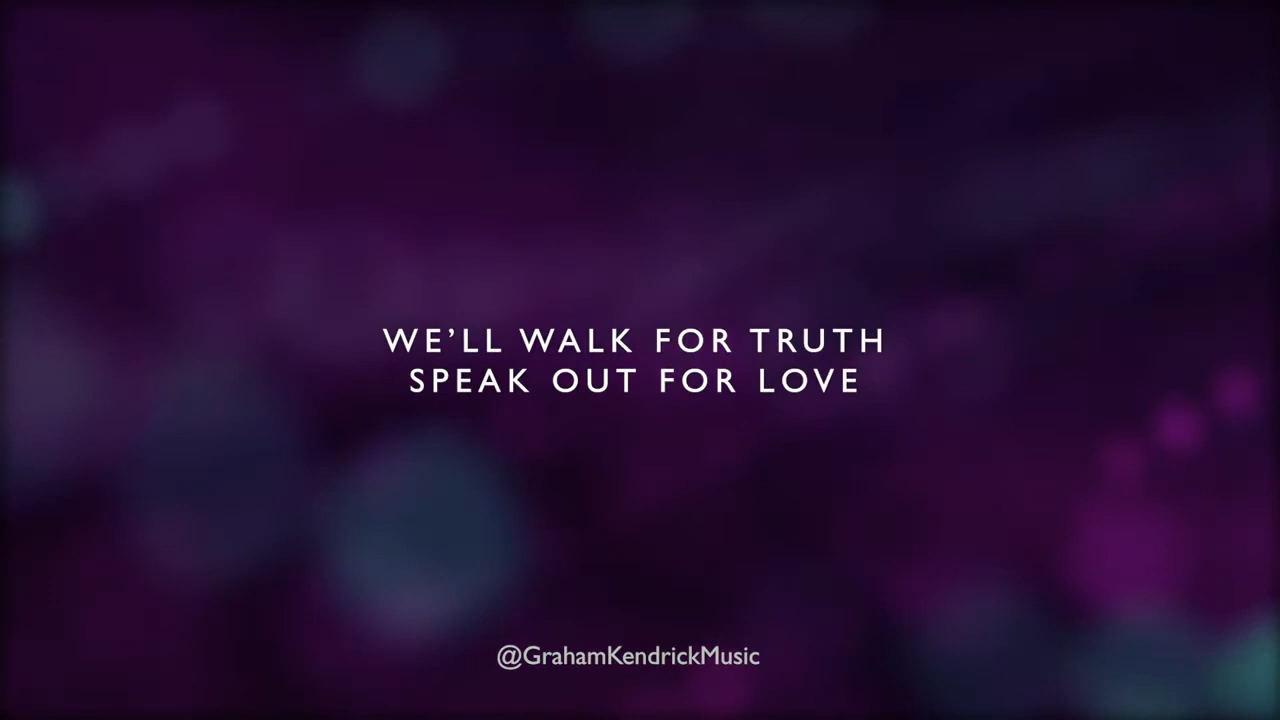 WE’LL WALK FOR TRUTH
SPEAK OUT FOR LOVE
@GrahamKendrickMusic